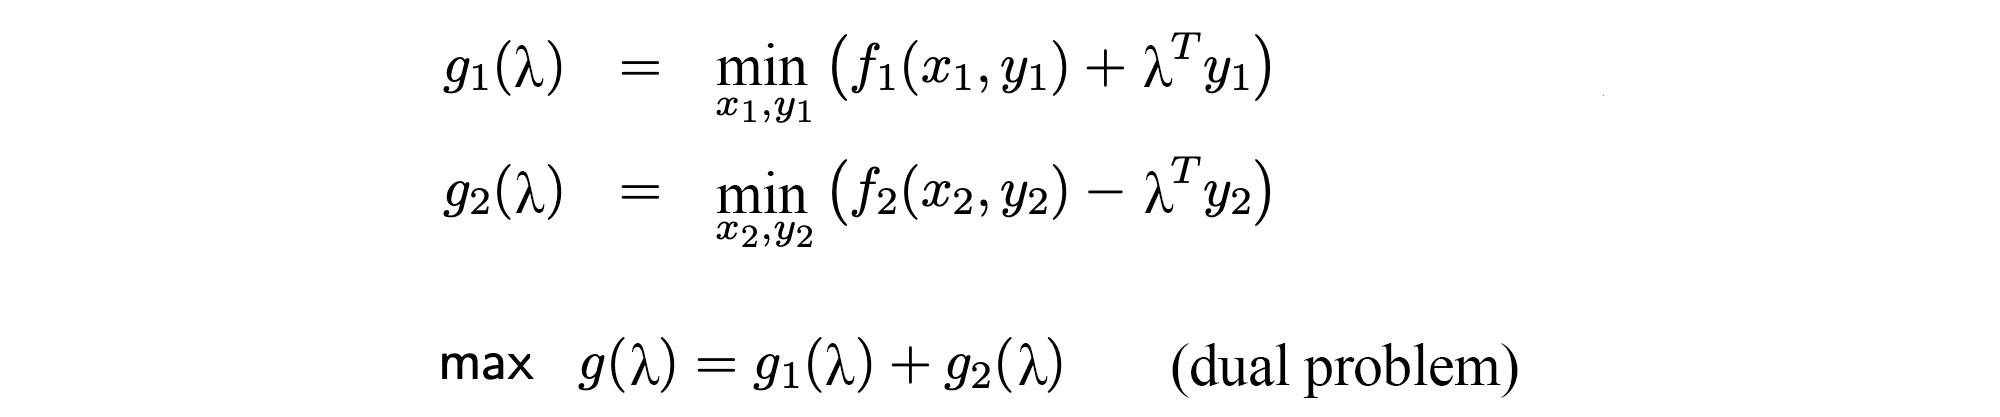 g₁(λ) = min_{x₁,y₁} (f₁(x₁, y₁) + λᵀy₁)
g₂(λ) = min_{x₂,y₂} (f₂(x₂, y₂) − λᵀy₂)
max g(λ) = g₁(λ) + g₂(λ) (dual problem)